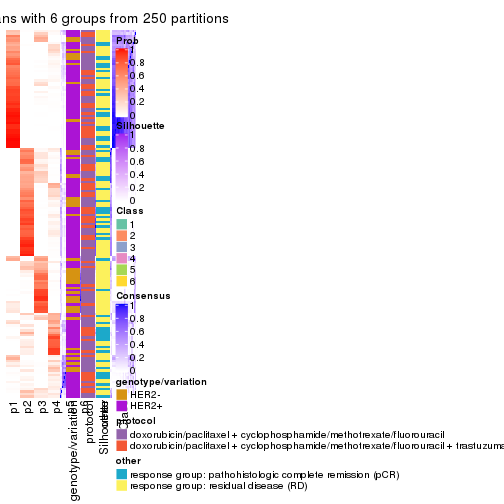 ns with 6 groups from 250 partitions
Prob
1
0.8
0.6
0.4
0.2
0
Silhouette
1
0.8
0.6
0.4
0.2
0
Class
1
2
3
4
5
6
Consensus
1
0.8
0.6
0.4
0.2
0
genotype/variation
HER2-
HER2+
protocol
doxorubicin/paclitaxel + cyclophosphamide/methotrexate/fluorouracil
doxorubicin/paclitaxel + cyclophosphamide/methotrexate/fluorouracil + trastuzuma
other
response group: pathohistologic complete remission (pCR)
response group: residual disease (RD)
p1
p2
p3
p4
genotype/variation
protocol
Silhouette